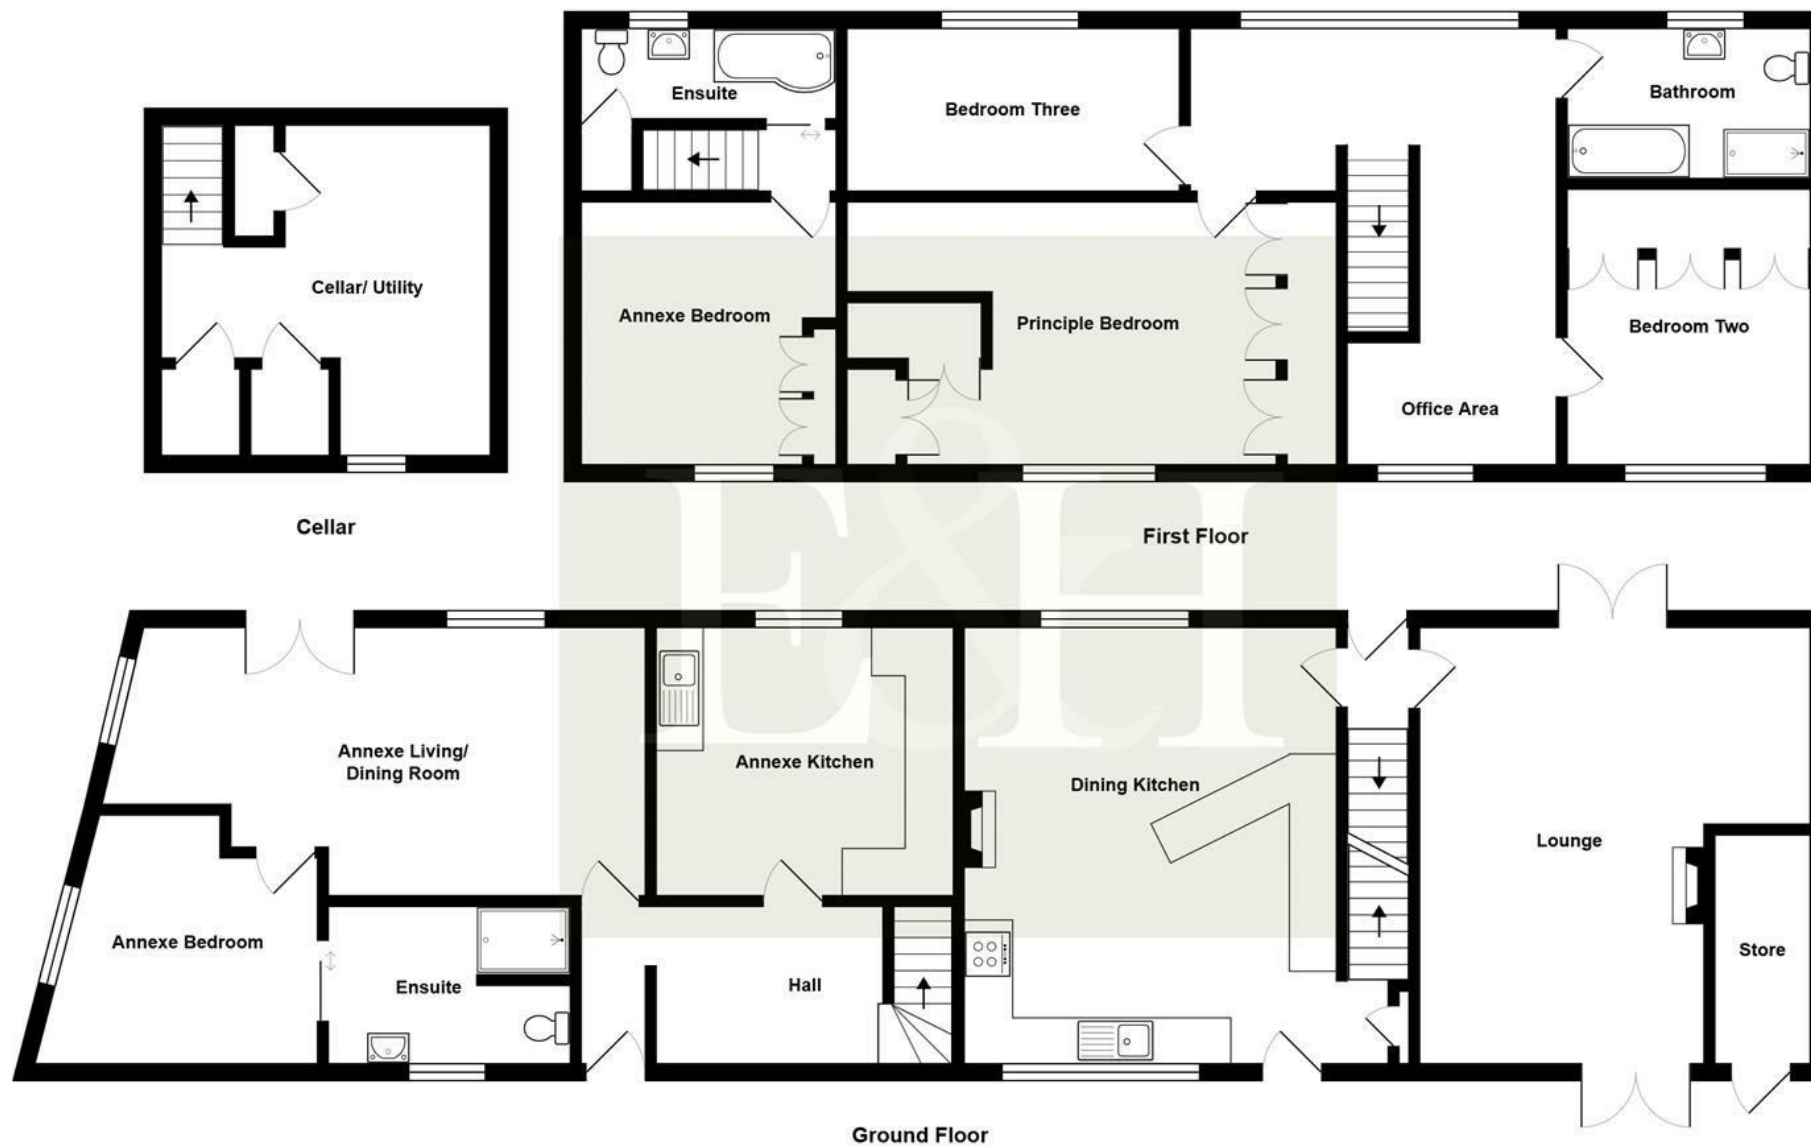 Ensuite
Bedroom Three
Bathroom
Cellar/ Utility
Annexe Bedroom
Principle Bedroom
Bedroom Two
Office Area
Cellar
First Floor
E&H
Annexe Living/
Dining Room
Annexe Kitchen
Dining Kitchen
Lounge
Annexe Bedroom
Ensuite
Hall
Store
Ground Floor